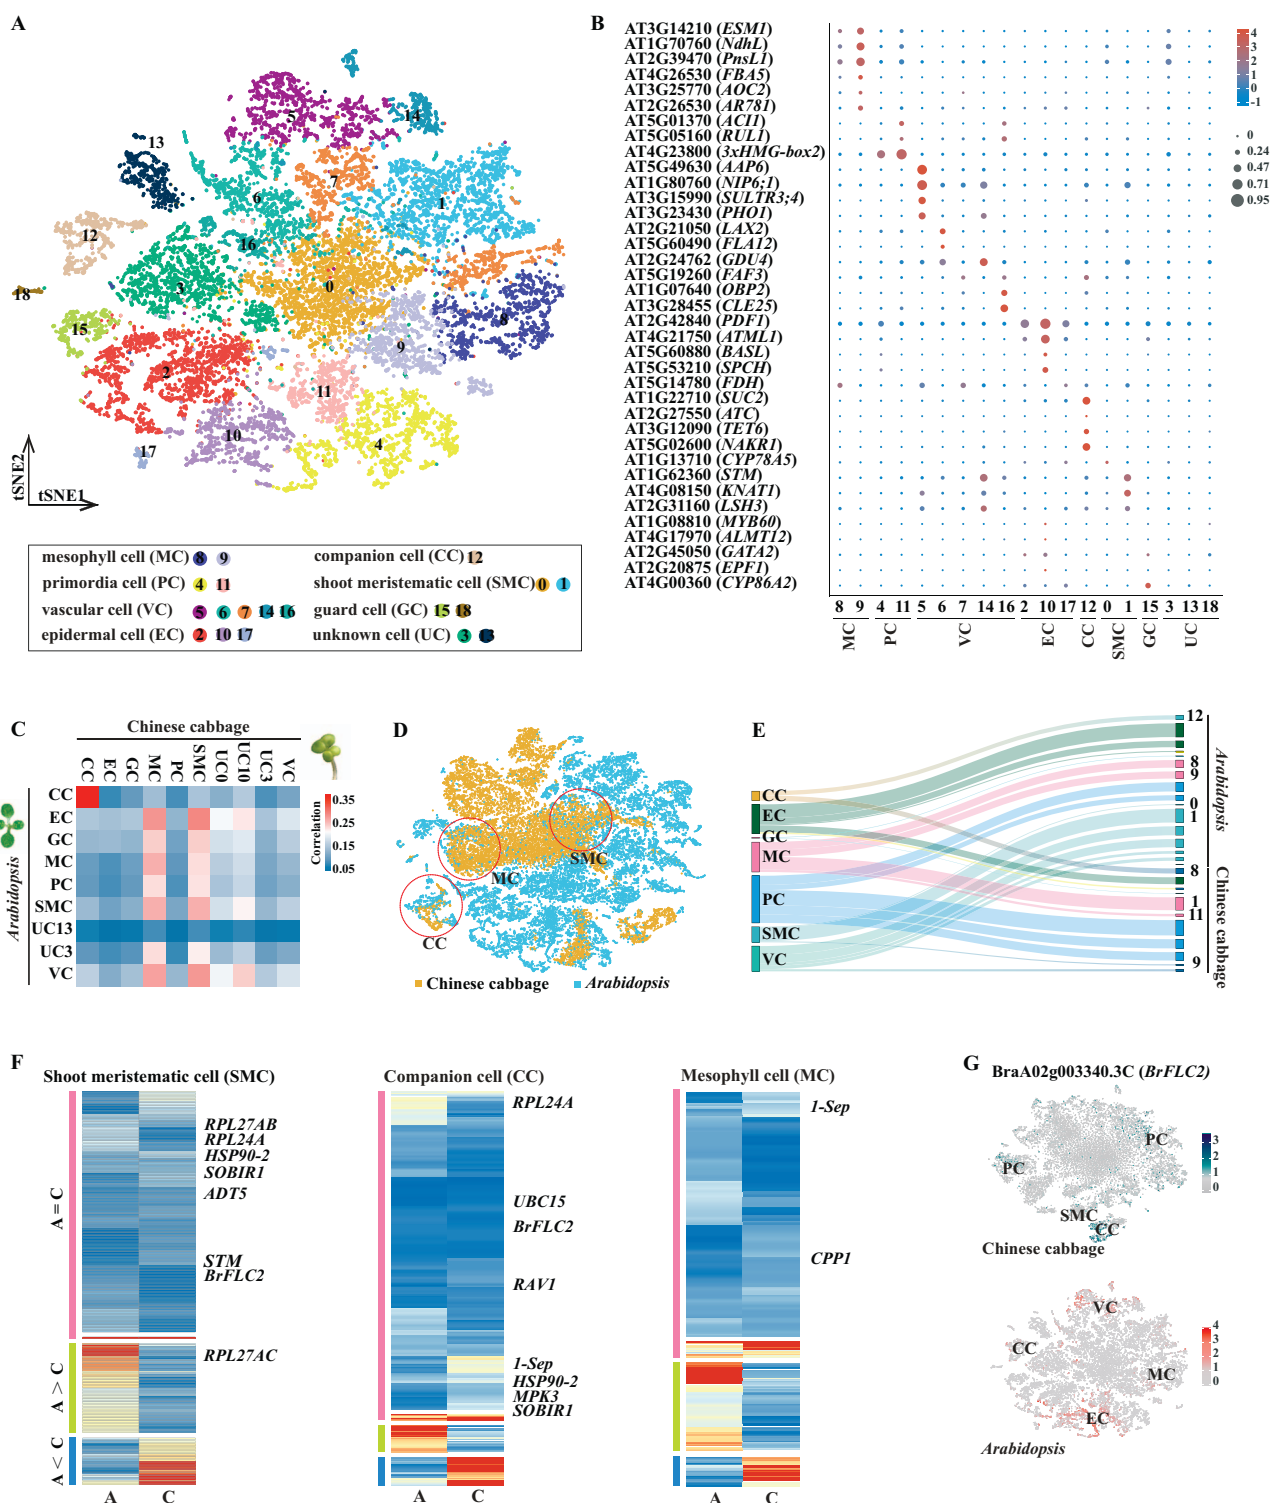 A
13
5
14
7
6
1
12
16
3
0
18
15
8
9
2
11
10
4
17
tSNE2
tSNE1
mesophyll cell (MC) 8 9
companion cell (CC) 12
primordia cell (PC) 4 11
shoot meristematic cell (SMC) 0 1
vascular cell (VC) 5 6 7 14 16
guard cell (GC) 15 18
epidermal cell (EC) 2 10 17
unknown cell (UC) 3 13
B
AT3G14210 (ESM1)
AT1G70760 (NdhL)
AT2G39470 (PnsL1)
AT4G26530 (FBA5)
AT3G25770 (AOC2)
AT2G26530 (AR781)
AT5G01370 (ACI1)
AT5G05160 (RUL1)
AT4G23800 (3xHMG-box2)
AT5G49630 (AAP6)
AT1G80760 (NIP6;1)
AT3G15990 (SULTR3;4)
AT3G23430 (PHO1)
AT2G21050 (LAX2)
AT5G60490 (FLA12)
AT2G24762 (GDU4)
AT5G19260 (FAF3)
AT1G07640 (OBP2)
AT3G28455 (CLE25)
AT2G42840 (PDF1)
AT4G21750 (ATML1)
AT5G60880 (BASL)
AT5G53210 (SPCH)
AT5G14780 (FDH)
AT1G22710 (SUC2)
AT2G27550 (ATC)
AT3G12090 (TET6)
AT5G02600 (NAKR1)
AT1G13710 (CYP78A5)
AT1G62360 (STM)
AT4G08150 (KNAT1)
AT2G31160 (LSH3)
AT1G08810 (MYB60)
AT4G17970 (ALMT12)
AT2G45050 (GATA2)
AT2G20875 (EPF1)
AT4G00360 (CYP86A2)
8 9 4 11 5 6 7 14 16 2 10 17 12 0 1 15 3 13 18
MC PC VC EC CC SMC GC UC
4
3
2
1
0
-1
0
0.24
0.47
0.71
0.95
C
Chinese cabbage
CC EC GC MC PC SMC UC0 UC10 UC3 VC
CC
EC
GC
MC
PC
SMC
UC13
UC3
VC
Arabidopsis
Correlation
0.35
0.25
0.15
0.05
D
SMC
MC
CC
Chinese cabbage
Arabidopsis
E
CC
EC
GC
MC
PC
SMC
VC
12
8
9
0
1
8
1
11
9
Arabidopsis
Chinese cabbage
F
Shoot meristematic cell (SMC)
RPL27AB
RPL24A
HSP90-2
SOBIR1
ADT5
STM
BrFLC2
RPL27AC
A = C
A > C
A < C
A C
Companion cell (CC)
RPL24A
UBC15
BrFLC2
RAV1
1-Sep
HSP90-2
MPK3
SOBIR1
A C
Mesophyll cell (MC)
1-Sep
CPP1
A C
G
BraA02g003340.3C (BrFLC2)
PC
PC
SMC
CC
Chinese cabbage
3
2
1
0
VC
CC
MC
EC
Arabidopsis
4
3
2
1
0